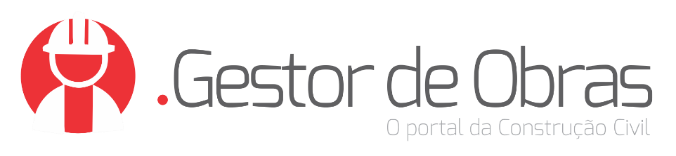 .Gestor de Obras
O portal da Construção Civil